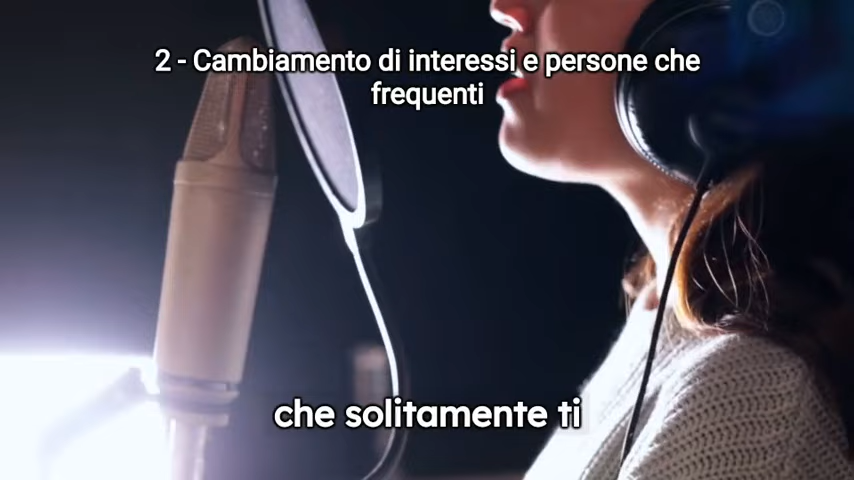 2 - Cambiamento di interessi e persone che
frequenti
che solitamente ti